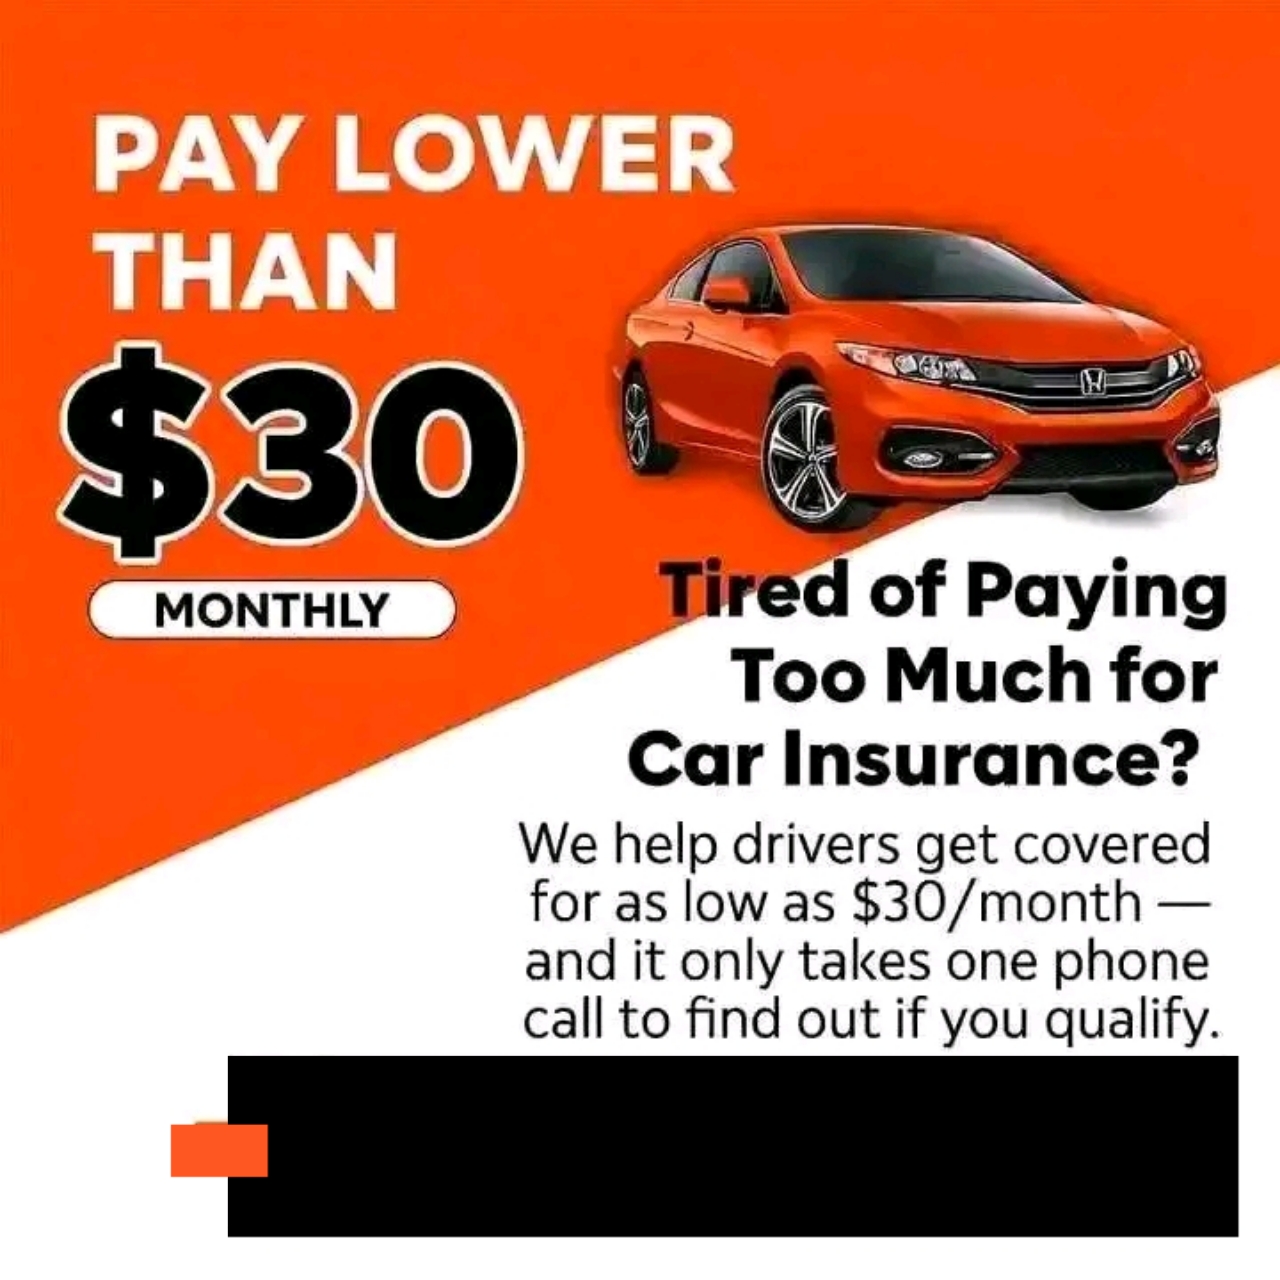 PAY LOWER
THAN
$30
MONTHLY
Tired of Paying
Too Much for
Car Insurance?
We help drivers get covered
for as low as $30/month —
and it only takes one phone
call to find out if you qualify.